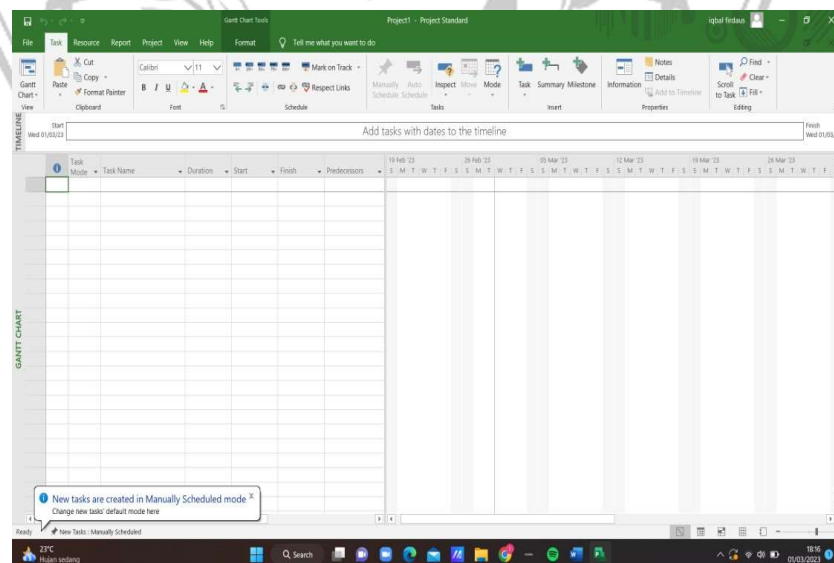 Gantt Chart Tools Project1 - Project Standard iqbal firdaus
File Task Resource Report Project View Help Format Tell me what you want to do
Gantt Chart
View
Paste
Cut
Copy
Format Painter
Clipboard
Calibri 11
B I U A
Font
Mark on Track
Respect Links
Schedule
Manually Schedule
Auto Schedule
Inspect
Move
Mode
Tasks
Task
Summary
Milestone
Insert
Information
Notes
Details
Add to Timeline
Properties
Scroll to Task
Find
Clear
Fill
Editing
TIMELINE
Start
Wed 01/03/23
Add tasks with dates to the timeline
Finish
Wed 01/03/
Task Mode Task Name Duration Start Finish Predecessors
19 Feb '23 26 Feb '23 05 Mar '23 12 Mar '23 19 Mar '23 26 Mar '23
S M T W T F S S M T W T F S S M T W T F S S M T W T F S S M T W T F S S M T W T
GANTT CHART
New tasks are created in Manually Scheduled mode X
Change new tasks' default mode here
Ready New Tasks : Manually Scheduled
23°C
Hujan sedang
Search
18:16
01/03/2023